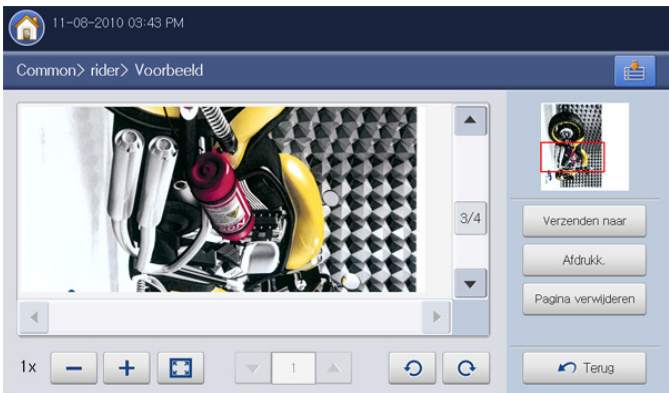 11-08-2010 03:43 PM
Common> rider> Voorbeeld
3/4
Verzenden naar
Afdrukk.
Pagina verwijderen
1x
1
Terug